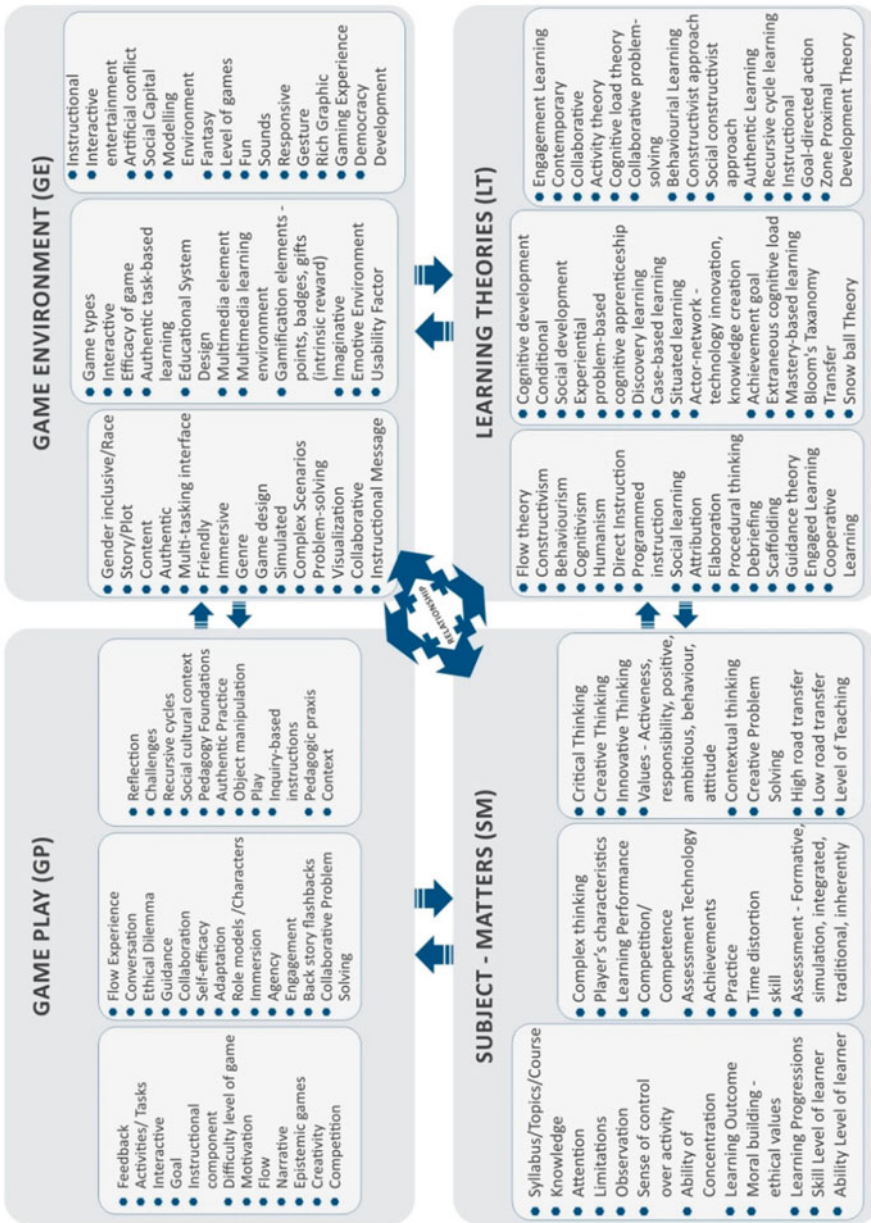 GAME PLAY (GP)
Feedback
Activities/ Tasks
Interactive
Goal
Instructional
component
Difficulty level of game
Motivation
Flow
Narrative
Epistemic games
Creativity
Competition
Flow Experience
Conversation
Ethical Dilemma
Guidance
Collaboration
Self-efficacy
Adaptation
Role models /Characters
Immersion
Agency
Engagement
Back story flashbacks
Collaborative Problem
Solving
Reflection
Challenges
Recursive cycles
Social cultural context
Pedagogy Foundations
Authentic Practice
Object manipulation
Play
Inquiry-based
instructions
Pedagogic praxis
Context
GAME ENVIRONMENT (GE)
Gender inclusive/Race
Story/Plot
Content
Authentic
Multi-tasking interface
Friendly
Immersive
Genre
Game design
Simulated
Complex Scenarios
Problem-solving
Visualization
Collaborative
Instructional Message
Game types
Interactive
Efficacy of game
Authentic task-based
learning
Educational System
Design
Multimedia element
Multimedia learning
environment
Gamification elements -
points, badges, gifts
(intrinsic reward)
Imaginative
Emotive Environment
Usability Factor
Instructional
Interactive
entertainment
Artificial conflict
Social Capital
Modelling
Environment
Fantasy
Level of games
Fun
Sounds
Responsive
Gesture
Rich Graphic
Gaming Experience
Democracy
Development
RELATIONSHIP
SUBJECT - MATTERS (SM)
Syllabus/Topics/Course
Knowledge
Attention
Limitations
Observation
Sense of control
over activity
Ability of
Concentration
Learning Outcome
Moral building -
ethical values
Learning Progressions
Skill Level of learner
Ability Level of learner
Complex thinking
Player's characteristics
Learning Performance
Competition/
Competence
Assessment Technology
Achievements
Practice
Time distortion
skill
Assessment - Formative,
simulation, integrated,
traditional, inherently
Critical Thinking
Creative Thinking
Innovative Thinking
Values - Activeness,
responsibility, positive,
ambitious, behaviour,
attitude
Contextual thinking
Creative Problem
Solving
High road transfer
Low road transfer
Level of Teaching
LEARNING THEORIES (LT)
Flow theory
Constructivism
Behaviourism
Cognitivism
Humanism
Direct Instruction
Programmed
instruction
Social learning
Attribution
Elaboration
Procedural thinking
Debriefing
Scaffolding
Guidance theory
Engaged Learning
Cooperative
Learning
Cognitive development
Conditional
Social development
Experiential
problem-based
cognitive apprenticeship
Discovery learning
Case-based learning
Situated learning
Actor-network -
technology innovation,
knowledge creation
Achievement goal
Extraneous cognitive load
Mastery-based learning
Bloom's Taxanomy
Transfer
Snow ball Theory
Engagement Learning
Contemporary
Collaborative
Activity theory
Cognitive load theory
Collaborative problem-
solving
Behaviourial Learning
Constructivist approach
Social constructivist
approach
Authentic Learning
Recursive cycle learning
Instructional
Goal-directed action
Zone Proximal
Development Theory